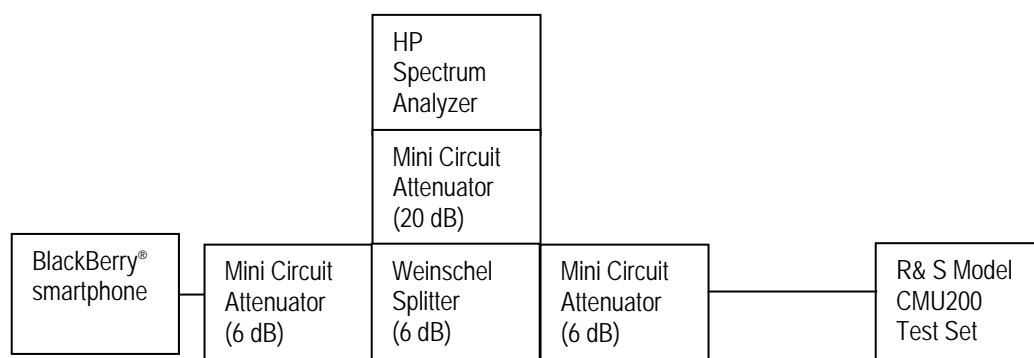 HP
Spectrum
Analyzer
Mini Circuit
Attenuator
(20 dB)
BlackBerry®
smartphone
Mini Circuit
Attenuator
(6 dB)
Weinschel
Splitter
(6 dB)
Mini Circuit
Attenuator
(6 dB)
R& S Model
CMU200
Test Set